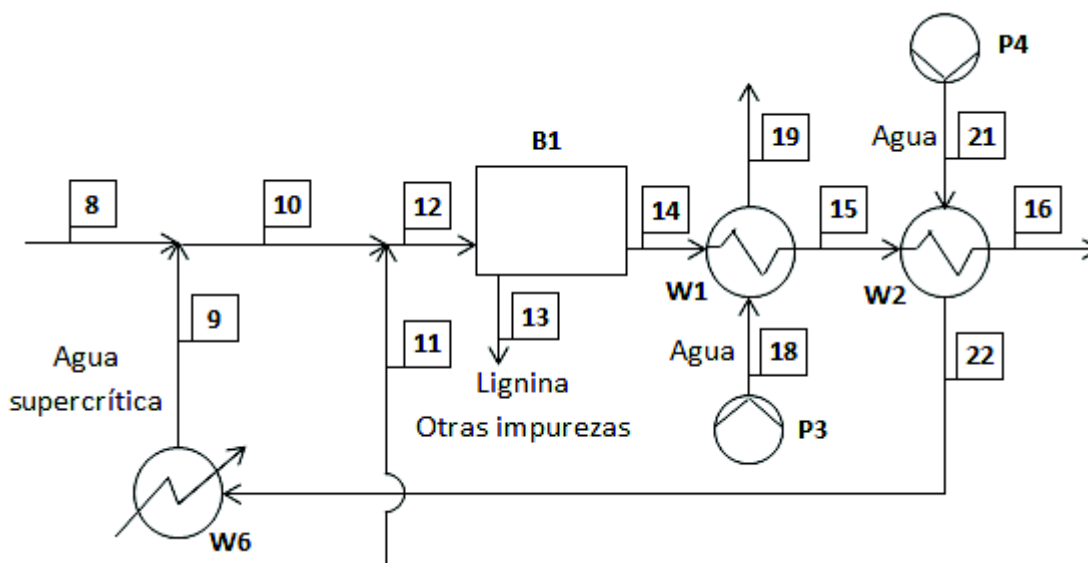 P4
Agua
21
19
B1
8
10
12
14
15
16
W1
W2
9
13
11
Agua
18
22
Agua
supercrítica
Lignina
Otras impurezas
P3
W6